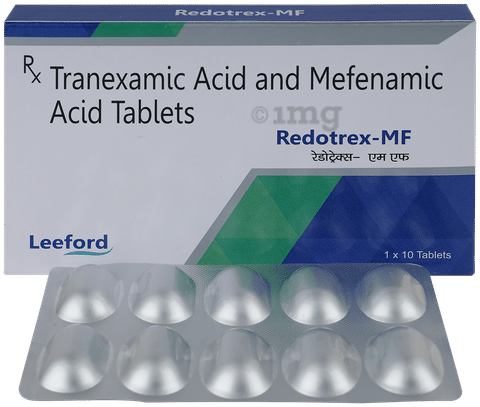 Redotrex-MF
Rx Tranexamic Acid and Mefenamic
Acid Tablets
©1mg
Redotrex-MF
रेडोट्रेक्स- एम एफ
Leeford
1 x 10 Tablets